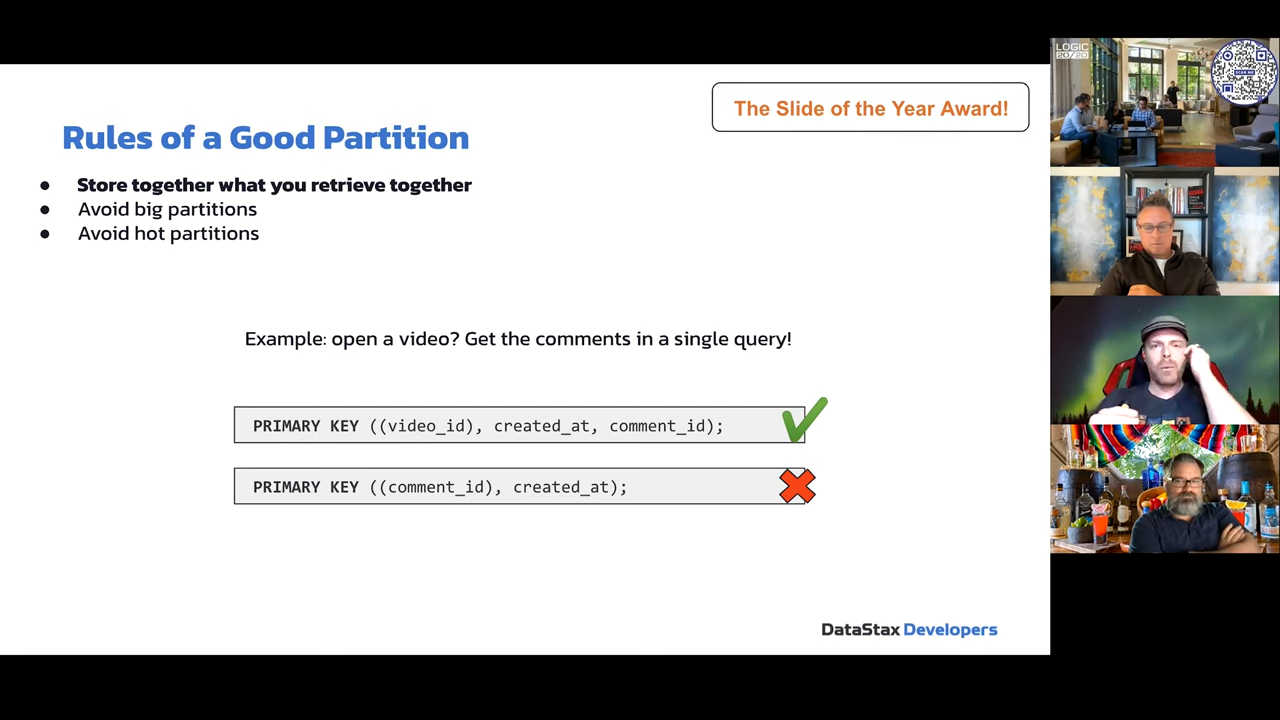 The Slide of the Year Award!
Rules of a Good Partition
● Store together what you retrieve together
● Avoid big partitions
● Avoid hot partitions
Example: open a video? Get the comments in a single query!
PRIMARY KEY ((video_id), created_at, comment_id);
PRIMARY KEY ((comment_id), created_at);
DataStax Developers
LOGIC
20/20
SCAN ME